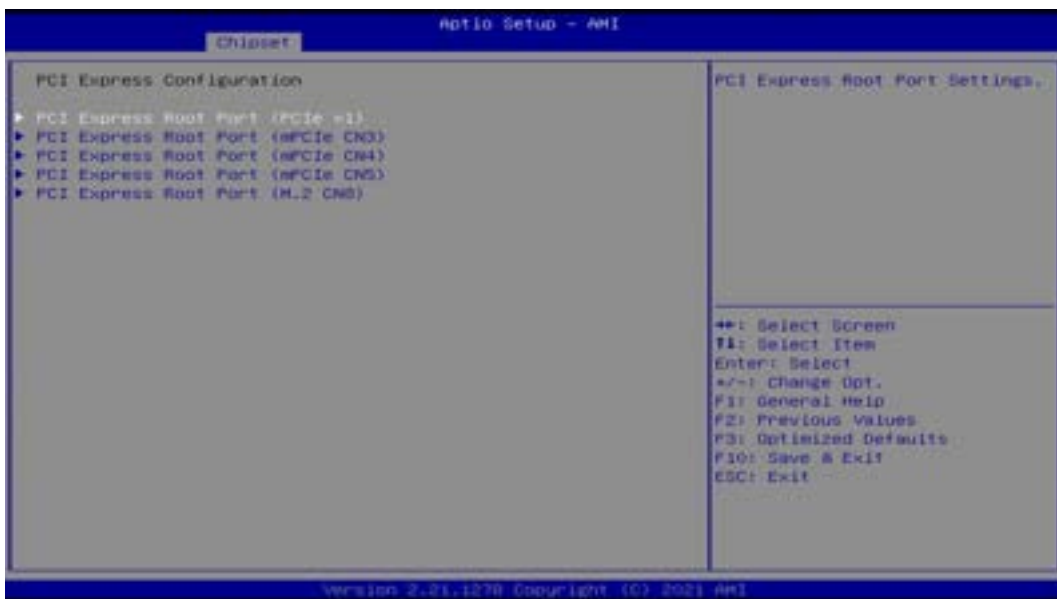 Aptio Setup - AMI
Chipset
PCI Express Configuration
PCI Express Root Port (PCIe x1)
PCI Express Root Port (mPCIe CN3)
PCI Express Root Port (mPCIe CN4)
PCI Express Root Port (mPCIe CN5)
PCI Express Root Port (M.2 CN8)
PCI Express Root Port Settings.
→←: Select Screen
↑↓: Select Item
Enter: Select
+/-: Change Opt.
F1: General Help
F2: Previous Values
F3: Optimized Defaults
F10: Save & Exit
ESC: Exit
Version 2.21.1278 Copyright (C) 2021 AMI